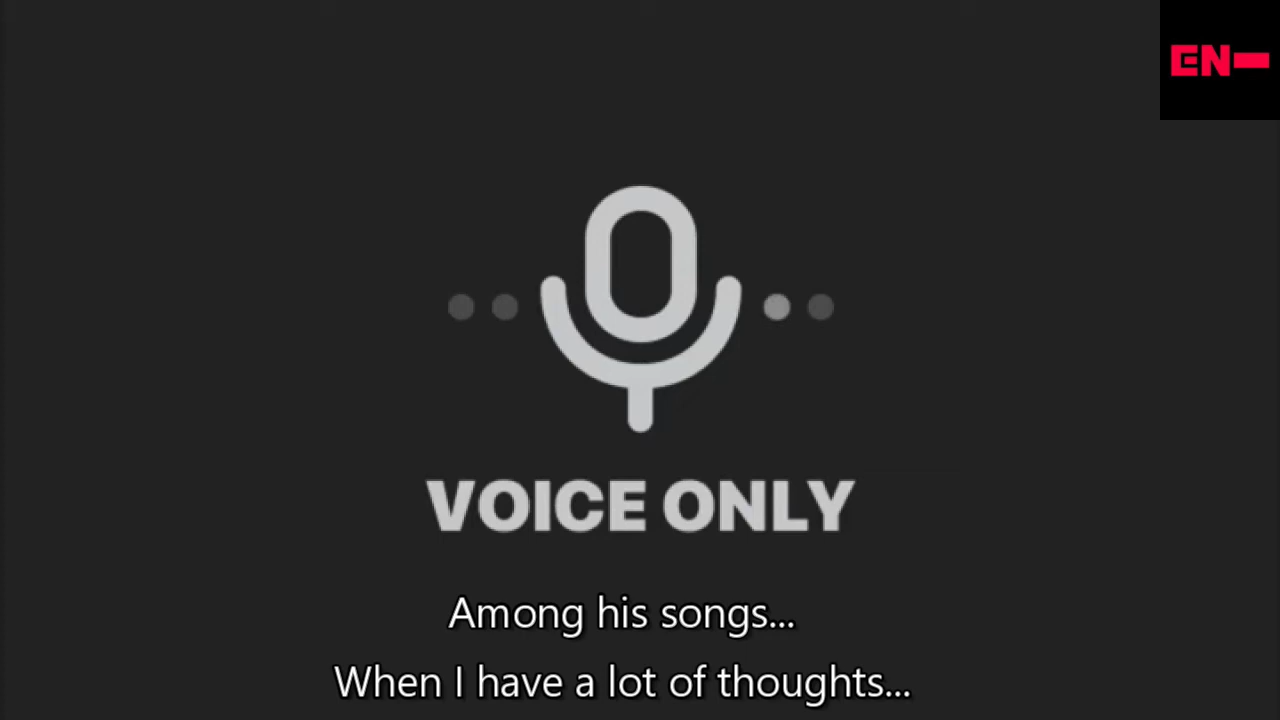 EN-
VOICE ONLY
Among his songs...
When I have a lot of thoughts...